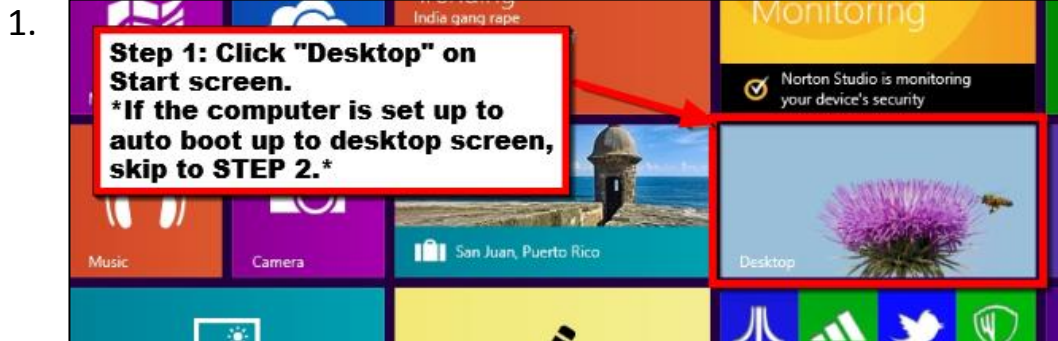 1.
India gang rape
Monitoring
Step 1: Click "Desktop" on
Start screen.
*If the computer is set up to
auto boot up to desktop screen,
skip to STEP 2.*
Norton Studio is monitoring
your device's security
Music
Camera
San Juan, Puerto Rico
Desktop